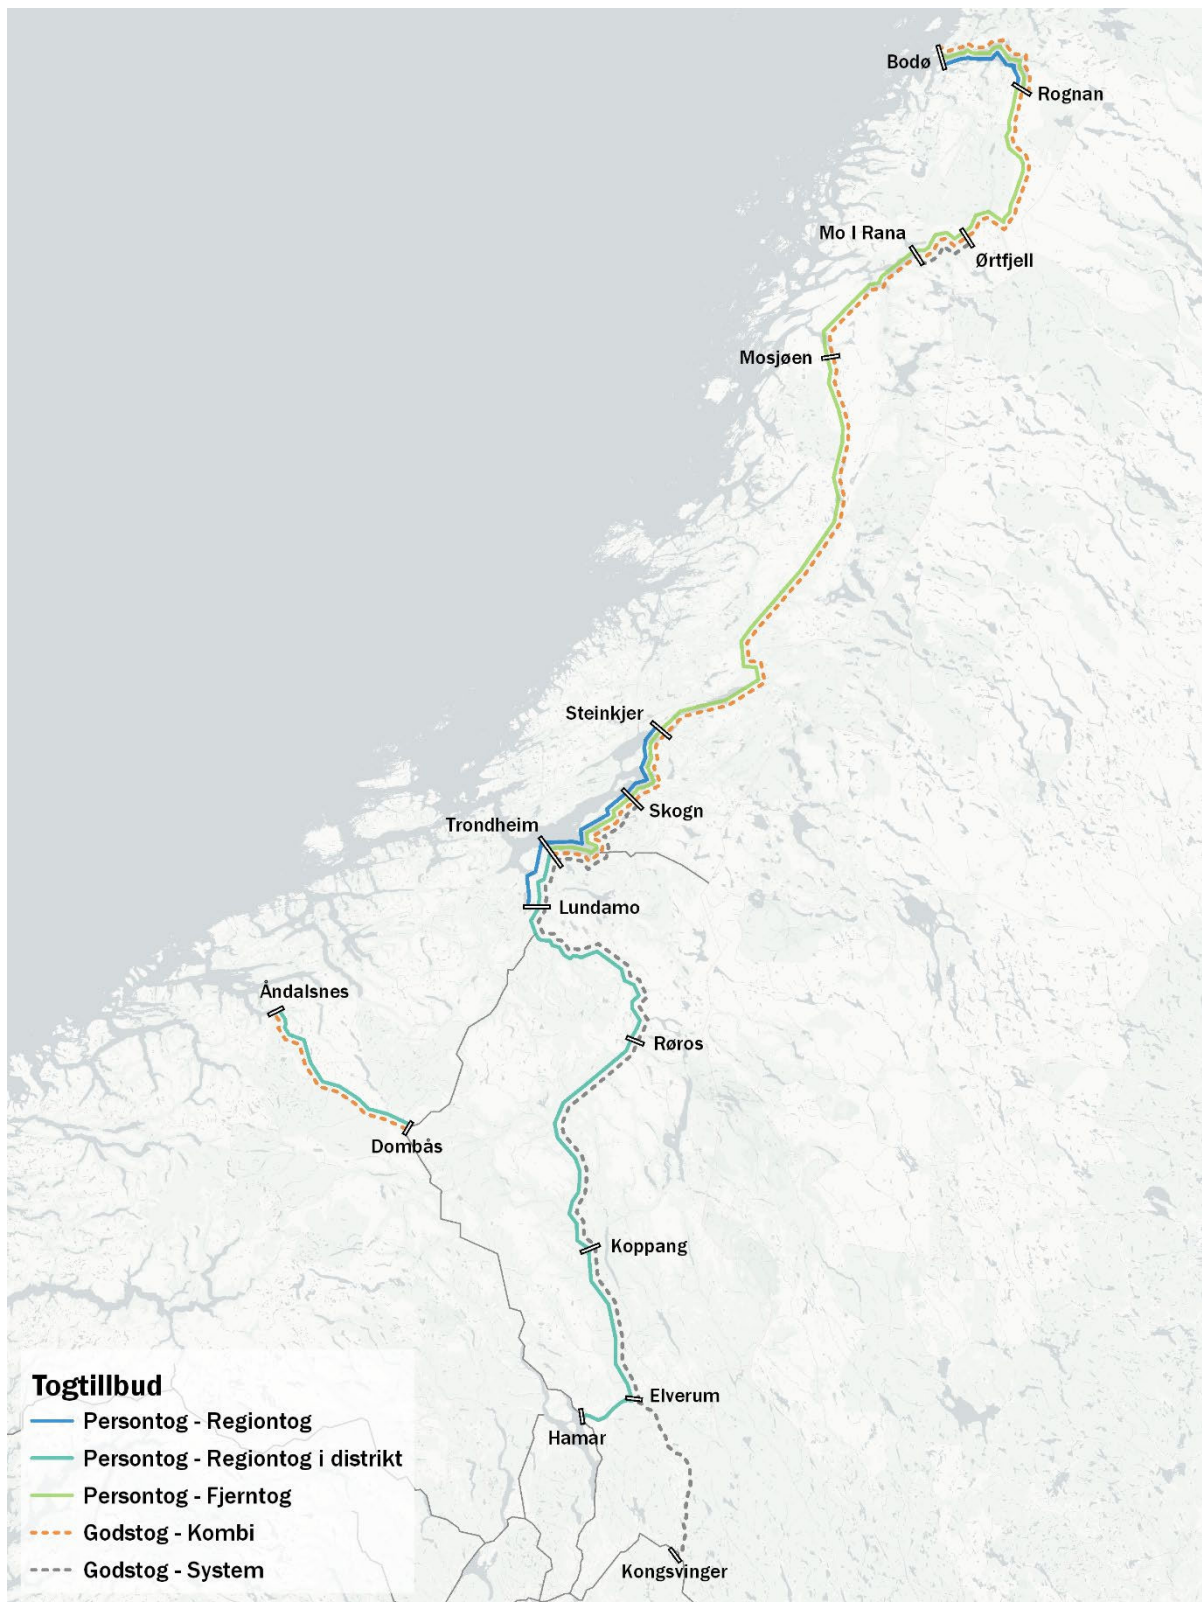 Bodø
Rognan
Mo I Rana
Ørtfjell
Mosjøen
Steinkjer
Skogn
Trondheim
Lundamo
Åndalsnes
Røros
Dombås
Koppang
Elverum
Hamar
Kongsvinger
Togtillbud
Persontog - Regiontog
Persontog - Regiontog i distrikt
Persontog - Fjerntog
Godstog - Kombi
Godstog - System